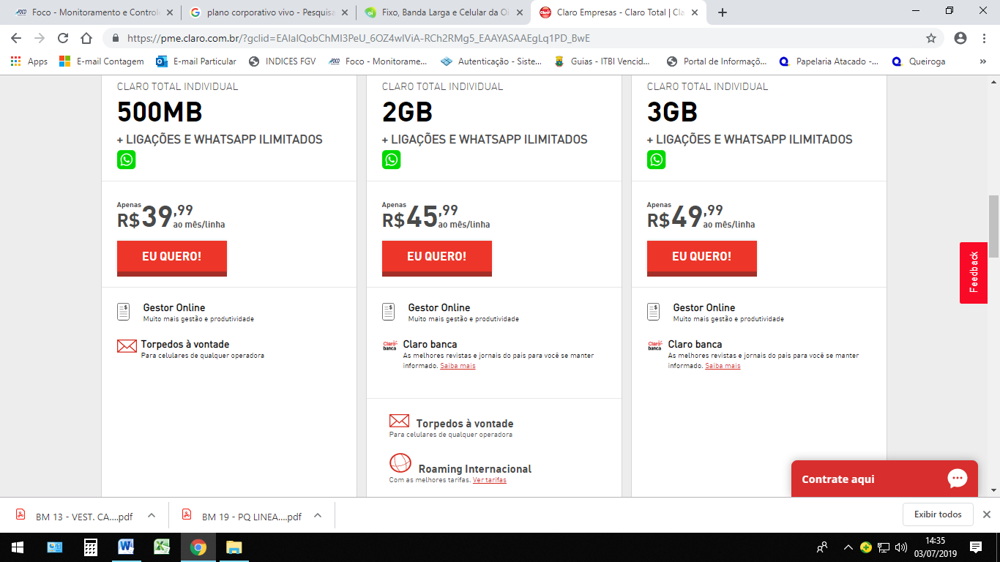 Foco - Monitoramento e Control
plano corporativo vivo - Pesquisa
Fixo, Banda Larga e Celular da Oi
Claro Empresas - Claro Total | Cla
https://pme.claro.com.br/?gclid=EAIaIQobChMI3PeU_6OZ4wIViA-RCh2RMg5_EAAYASAAEgLq1PD_BwE
Apps
E-mail Contagem
E-mail Particular
INDICES FGV
Foco - Monitorame...
Autenticação - Siste...
Guias - ITBI Vencid...
Portal de Informaçõ...
Papelaria Atacado -...
Queiroga
CLARO TOTAL INDIVIDUAL
500MB
+ LIGAÇÕES E WHATSAPP ILIMITADOS
Apenas
R$39,99
ao mês/linha
EU QUERO!
Gestor Online
Muito mais gestão e produtividade
Torpedos à vontade
Para celulares de qualquer operadora
CLARO TOTAL INDIVIDUAL
2GB
+ LIGAÇÕES E WHATSAPP ILIMITADOS
Apenas
R$45,99
ao mês/linha
EU QUERO!
Gestor Online
Muito mais gestão e produtividade
Claro banca
Claro banca
As melhores revistas e jornais do país para você se manter
informado. Saiba mais
Torpedos à vontade
Para celulares de qualquer operadora
Roaming Internacional
Com as melhores tarifas. Ver tarifas
CLARO TOTAL INDIVIDUAL
3GB
+ LIGAÇÕES E WHATSAPP ILIMITADOS
Apenas
R$49,99
ao mês/linha
EU QUERO!
Gestor Online
Muito mais gestão e produtividade
Claro banca
Claro banca
As melhores revistas e jornais do país para você se manter
informado. Saiba mais
Feedback
Contrate aqui
BM 13 - VEST. CA....pdf
BM 19 - PQ LINEA....pdf
Exibir todos
14:35
03/07/2019